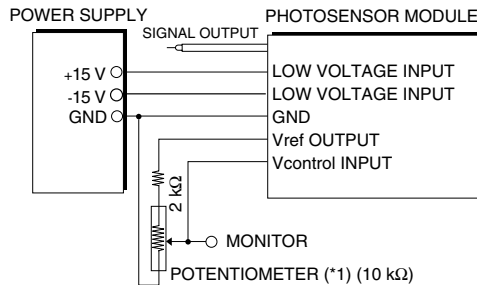 POWER SUPPLY
PHOTOSENSOR MODULE
SIGNAL OUTPUT
+15 V
LOW VOLTAGE INPUT
-15 V
LOW VOLTAGE INPUT
GND
GND
Vref OUTPUT
Vcontrol INPUT
2 kΩ
MONITOR
POTENTIOMETER (*1) (10 kΩ)